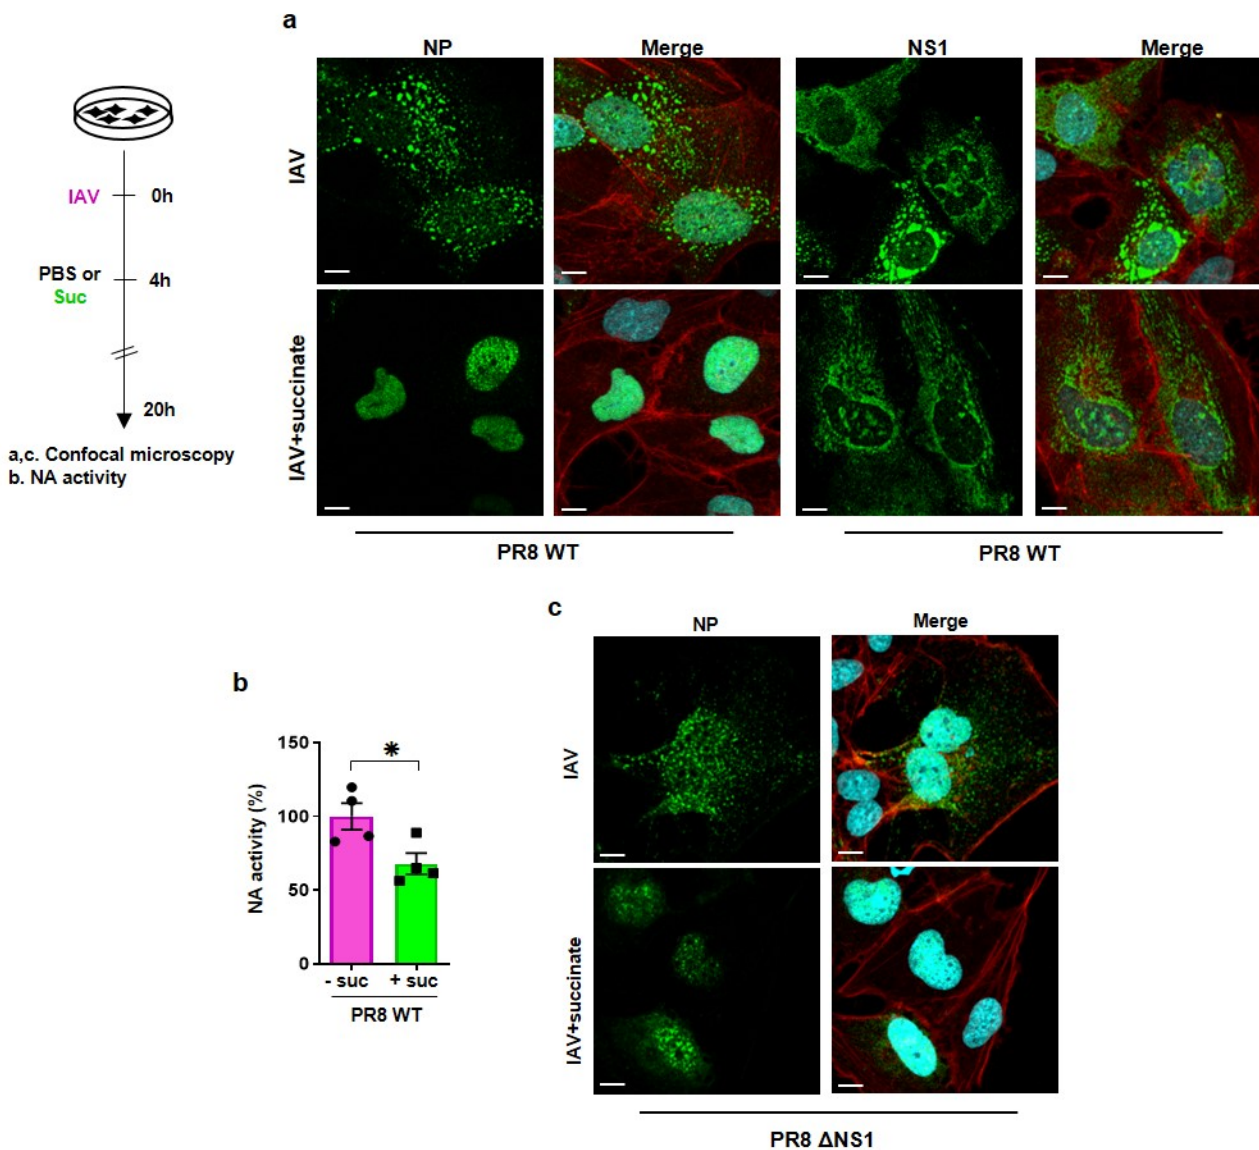 a
NP
Merge
NS1
Merge
IAV
IAV+succinate
PR8 WT
PR8 WT
IAV
0h
PBS or
Suc
4h
20h
a,c. Confocal microscopy
b. NA activity
b
NA activity (%)
150
100
50
0
- suc
+ suc
PR8 WT
c
NP
Merge
IAV
IAV+succinate
PR8 ΔNS1